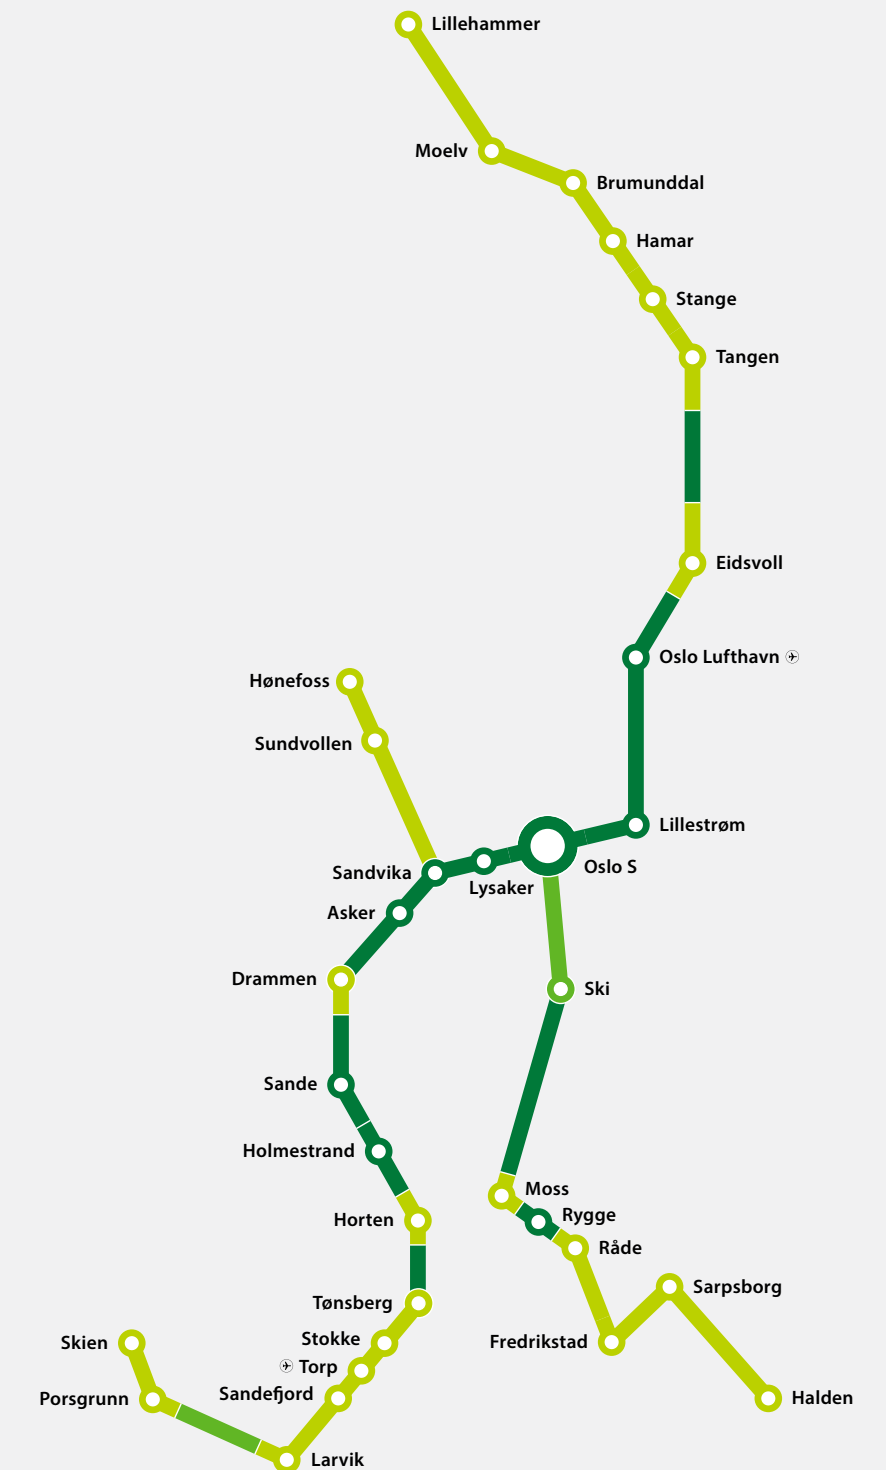 Lillehammer
Moelv
Brumunddal
Hamar
Stange
Tangen
Eidsvoll
Oslo Lufthavn
Hønefoss
Sundvollen
Lillestrøm
Oslo S
Sandvika
Lysaker
Asker
Drammen
Ski
Sande
Holmestrand
Moss
Rygge
Horten
Råde
Sarpsborg
Tønsberg
Stokke
Fredrikstad
Skien
Torp
Sandefjord
Porsgrunn
Halden
Larvik